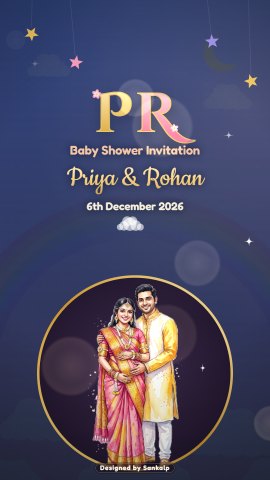 PR
Baby Shower Invitation
Priya & Rohan
6th December 2026
Designed by Sankalp